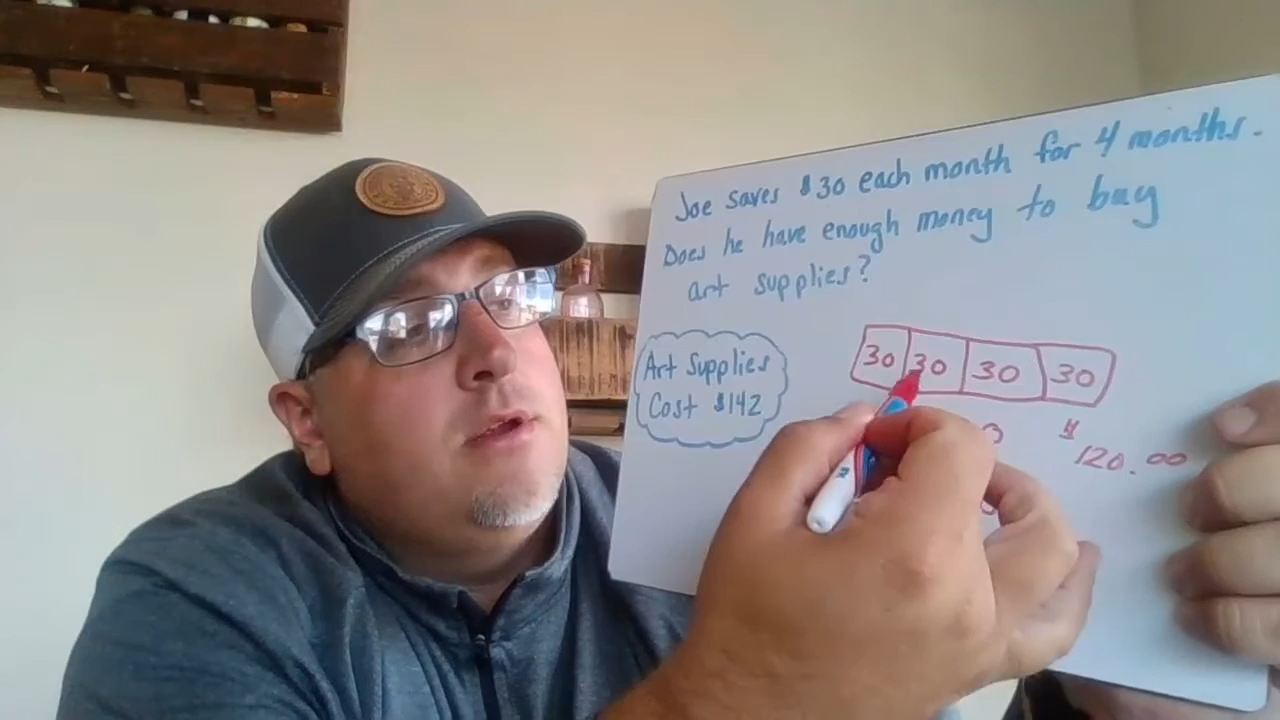 Joe saves $30 each month for 4 months.
Does he have enough money to buy
art supplies?
Art Supplies
Cost $142
30 30 30 30
$
120.00